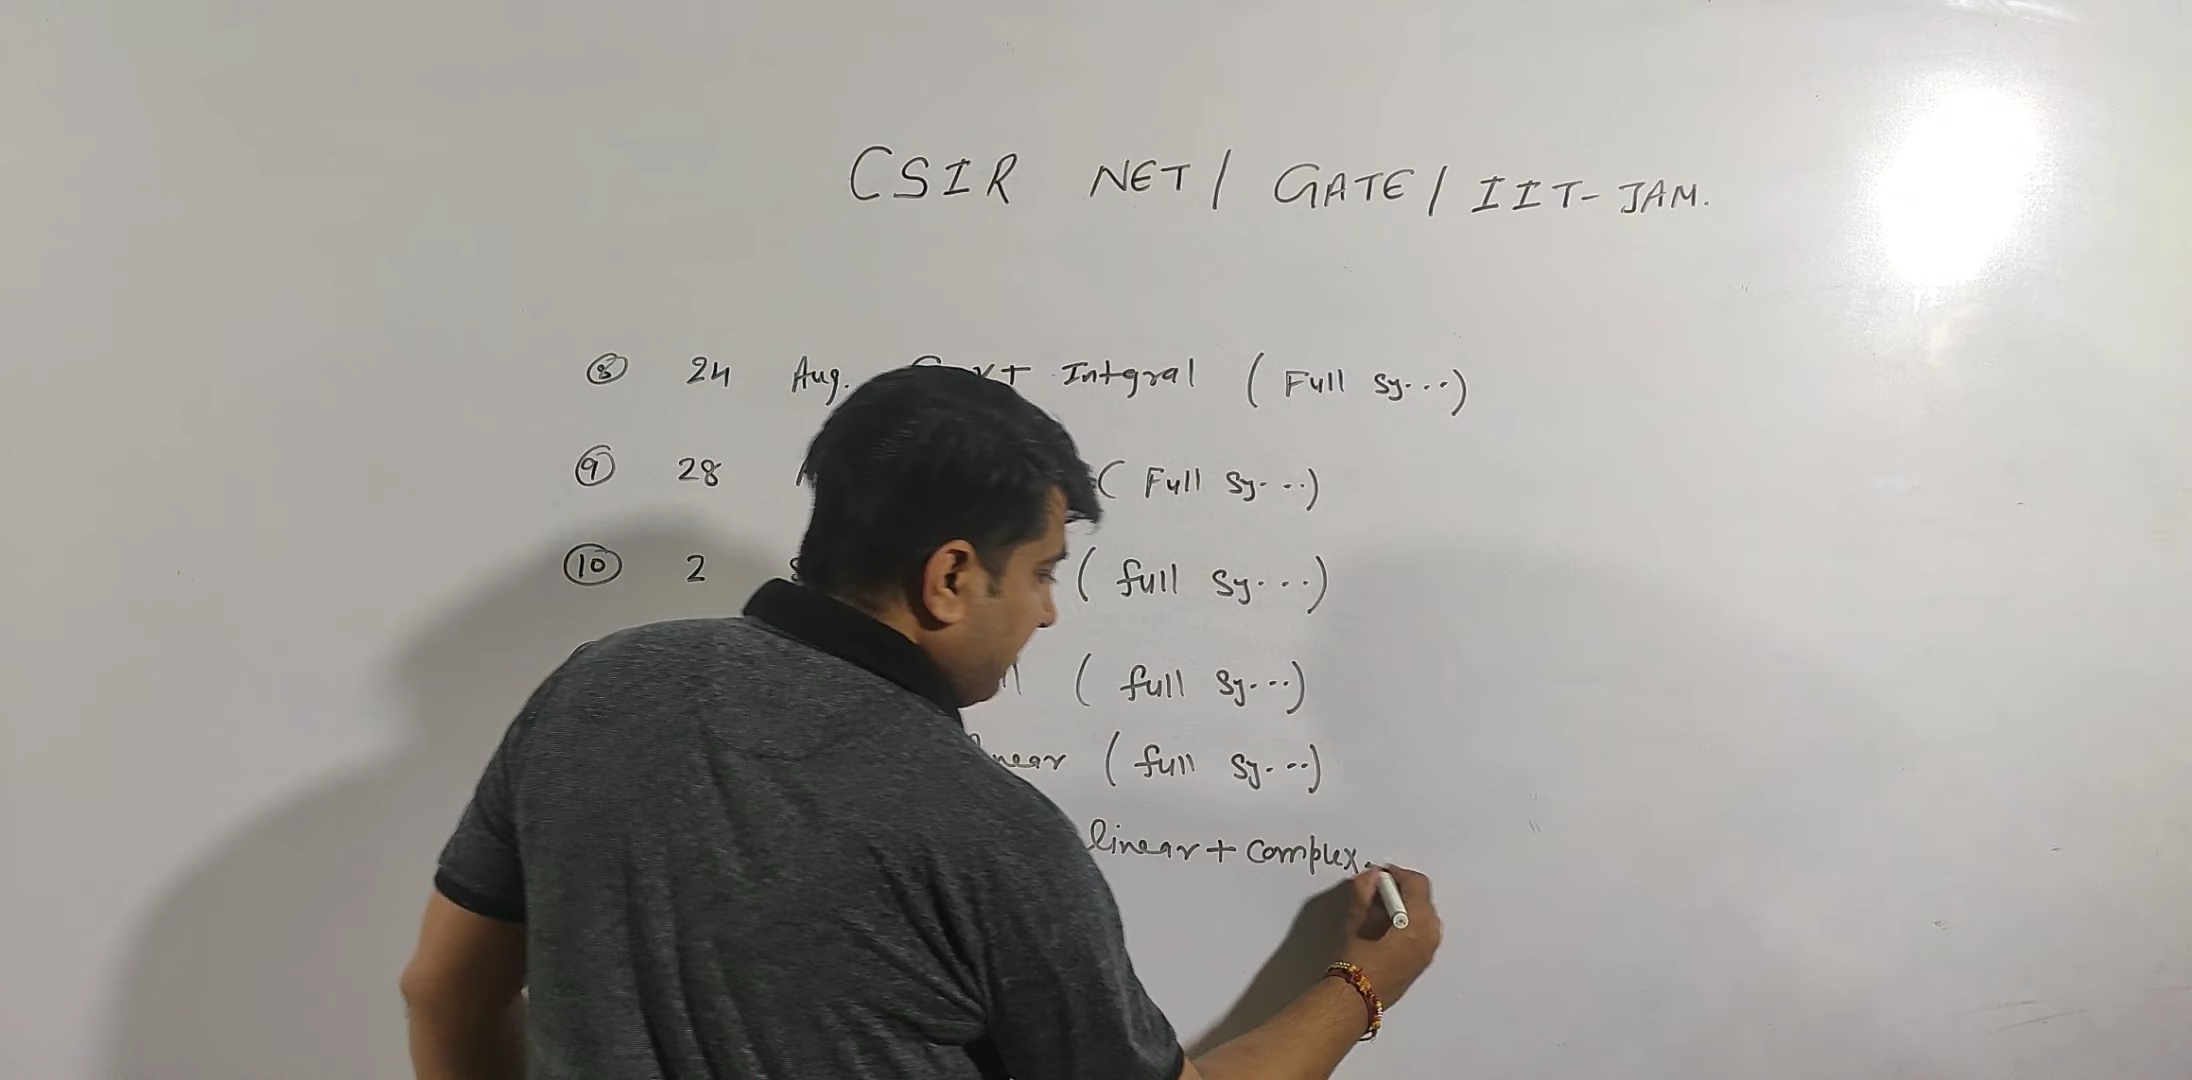 CSIR NET / GATE / IIT-JAM.
⑧ 24 Aug. + Intgral ( Full Sy....)
⑨ 28 ( Full Sy....)
⑩ 2 ( full Sy....)
( full Sy....)
( full Sy....)
linear + complex.